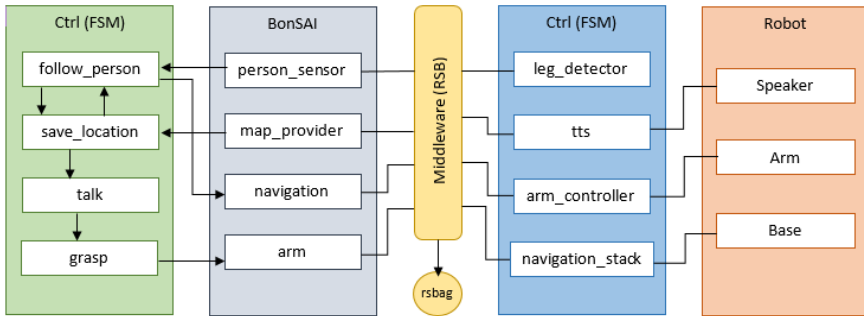 Ctrl (FSM)
follow_person
save_location
talk
grasp
BonSAI
person_sensor
map_provider
navigation
arm
Middleware (RSB)
rsbag
Ctrl (FSM)
leg_detector
tts
arm_controller
navigation_stack
Robot
Speaker
Arm
Base